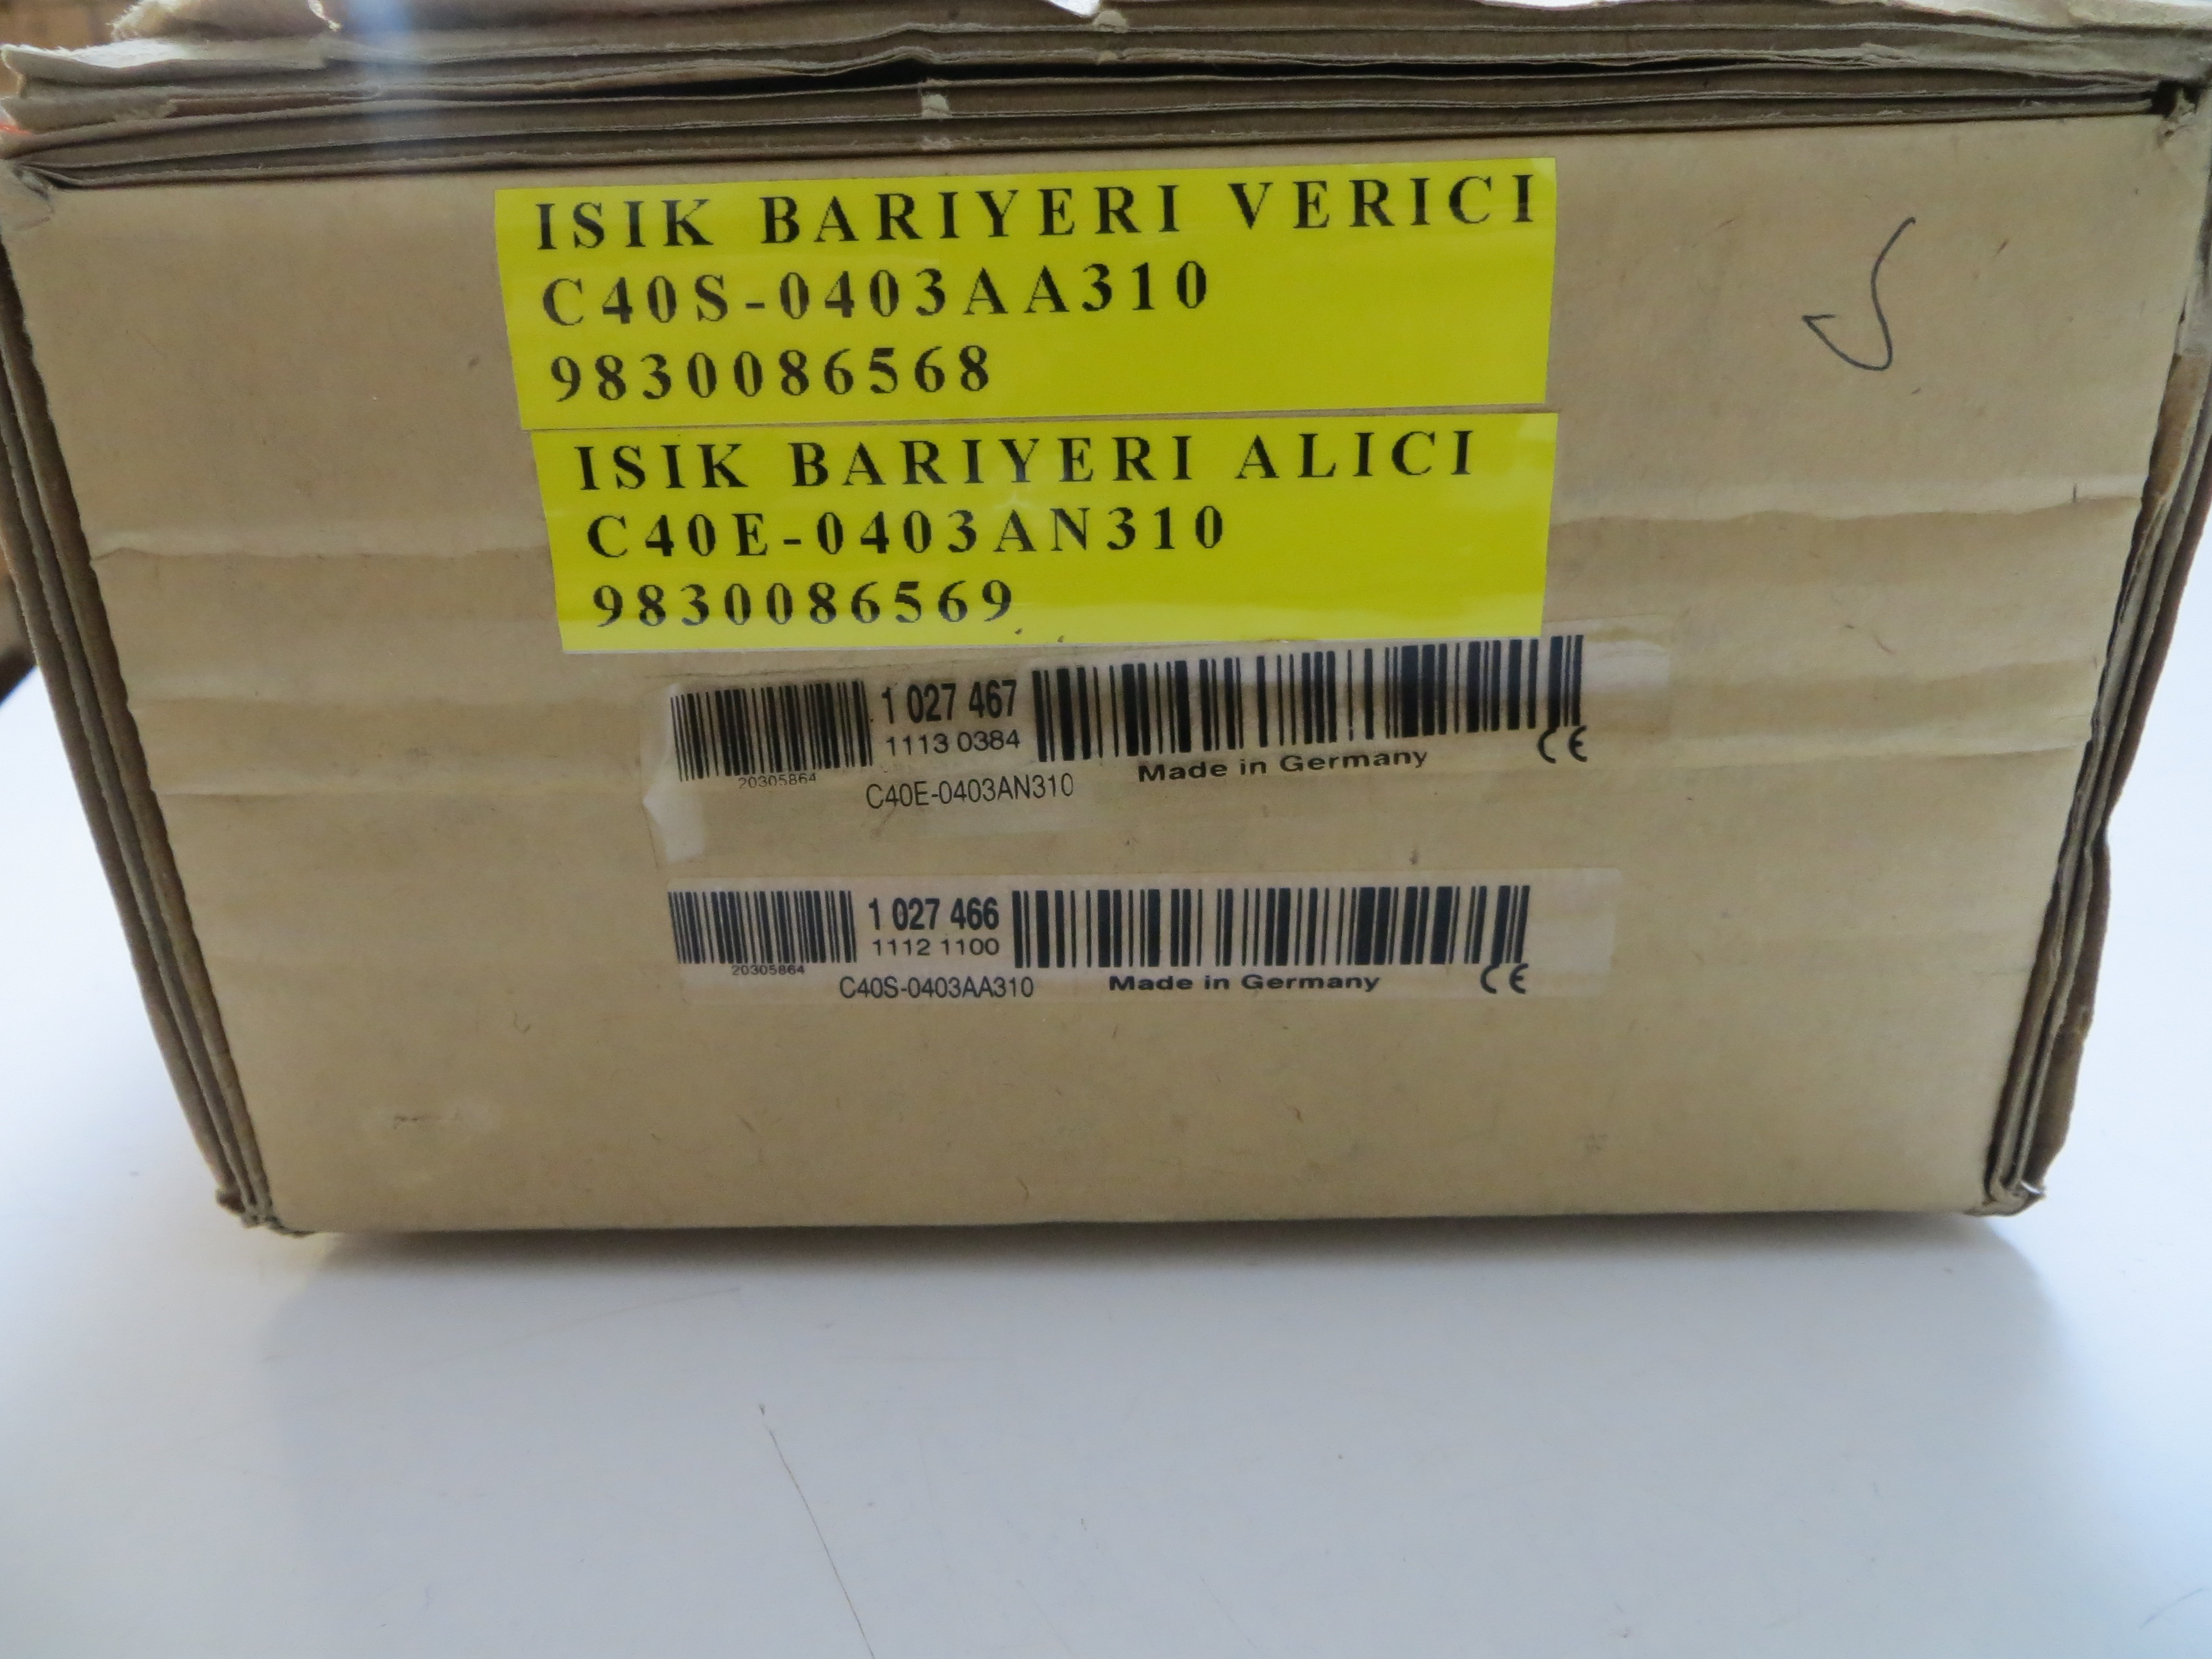 ISIK BARIYERI VERICI
C40S-0403AA310
9830086568
ISIK BARIYERI ALICI
C40E-0403AN310
9830086569
1 027 467
1113 0384
20305864
C40E-0403AN310
Made in Germany
CE
1 027 466
1112 1100
20305864
C40S-0403AA310
Made in Germany
CE